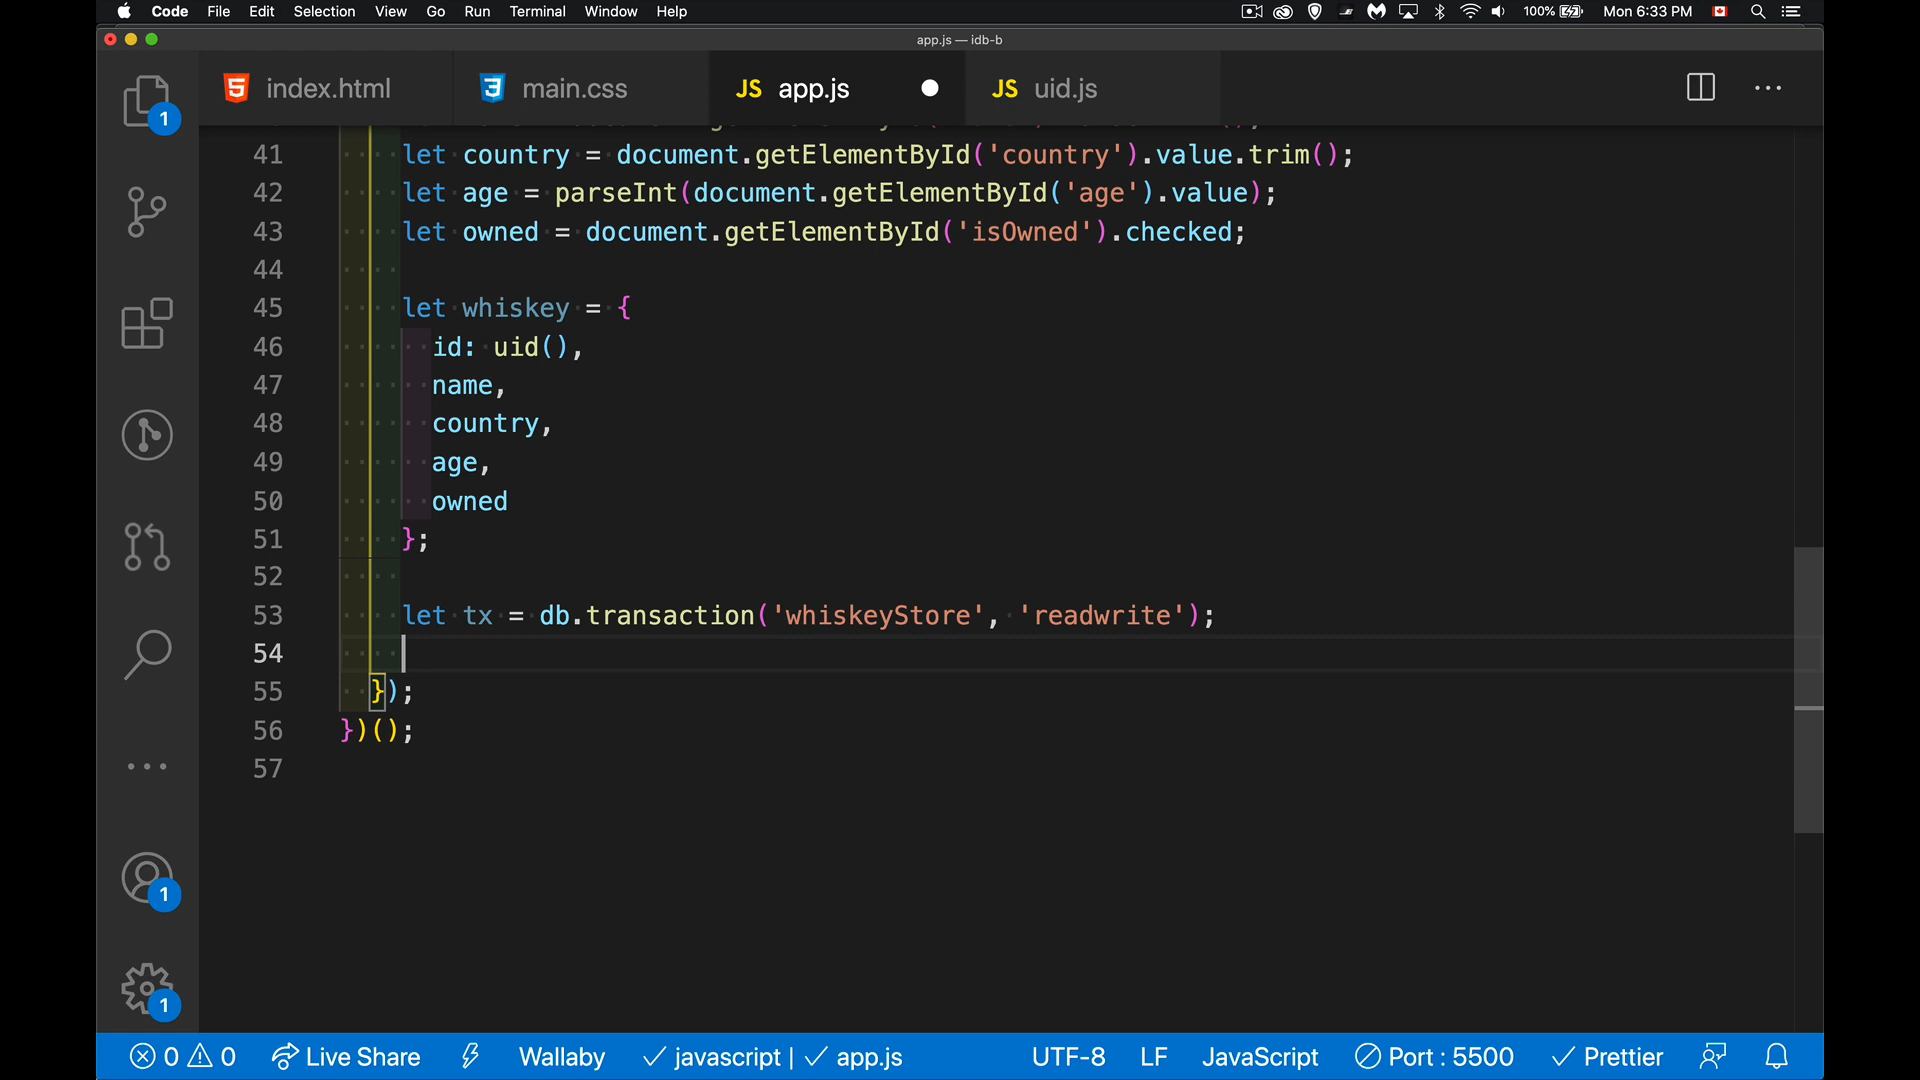 Code File Edit Selection View Go Run Terminal Window Help 100% Mon 6:33 PM
app.js — idb-b
index.html main.css JS app.js JS uid.js
1
41 let country = document.getElementById('country').value.trim();
42 let age = parseInt(document.getElementById('age').value);
43 let owned = document.getElementById('isOwned').checked;
44
45 let whiskey = {
46 id: uid(),
47 name,
48 country,
49 age,
50 owned
51 };
52
53 let tx = db.transaction('whiskeyStore', 'readwrite');
54
55 });
56 })();
57
1
1
0 0 Live Share Wallaby javascript | app.js UTF-8 LF JavaScript Port : 5500 Prettier